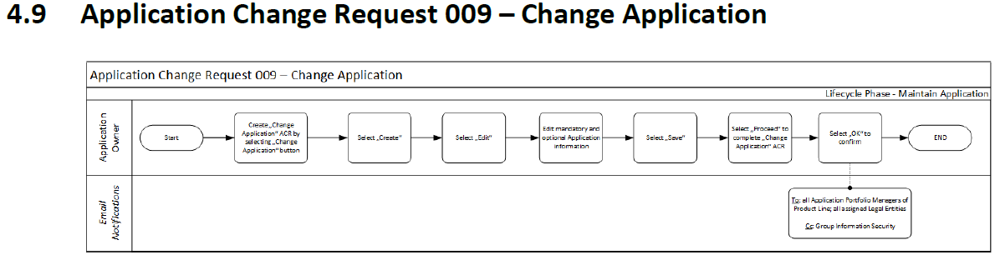 4.9 Application Change Request 009 – Change Application
Application Change Request 009 – Change Application
Lifecycle Phase - Maintain Application
Application
Owner
Start
Create „Change
Application“ ACR by
selecting „Change
Application“ button
Select „Create“
Select „Edit“
Edit mandatory and
optional Application
information
Select „Save“
Select „Proceed“ to
complete „Change
Application“ ACR
Select „OK“ to
confirm
END
Email
Notifications
To: all Application Portfolio Managers of
Product Line; all assigned Legal Entities
Cc: Group Information Security